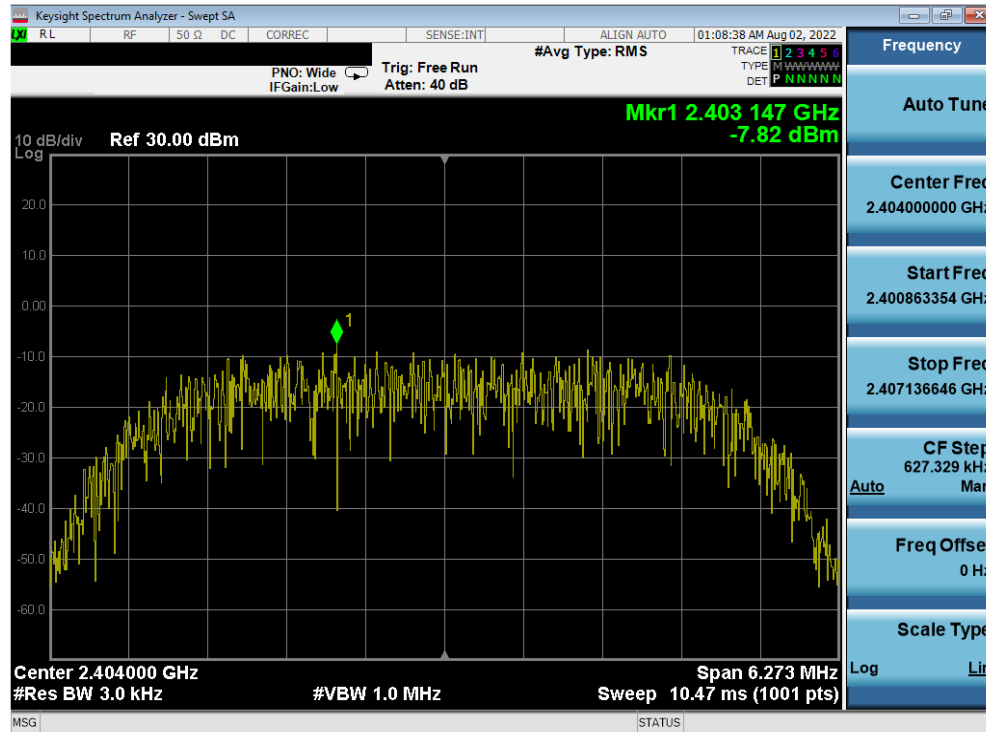 Keysight Spectrum Analyzer - Swept SA
LXI RL RF 50 Ω DC CORREC SENSE:INT ALIGN AUTO 01:08:38 AM Aug 02, 2022
#Avg Type: RMS TRACE 1 2 3 4 5 6
PNO: Wide Trig: Free Run TYPE M WWWWW
IFGain:Low Atten: 40 dB DET P N N N N N
Mkr1 2.403 147 GHz
-7.82 dBm
10 dB/div Ref 30.00 dBm
Log
20.0
10.0
0.00
1
-10.0
-20.0
-30.0
-40.0
-50.0
-60.0
Center 2.404000 GHz Span 6.273 MHz
#Res BW 3.0 kHz #VBW 1.0 MHz Sweep 10.47 ms (1001 pts)
MSG STATUS
Frequency
Auto Tune
Center Freq
2.404000000 GHz
Start Freq
2.400863354 GHz
Stop Freq
2.407136646 GHz
CF Step
627.329 kHz
Auto Man
Freq Offset
0 Hz
Scale Type
Log Lin